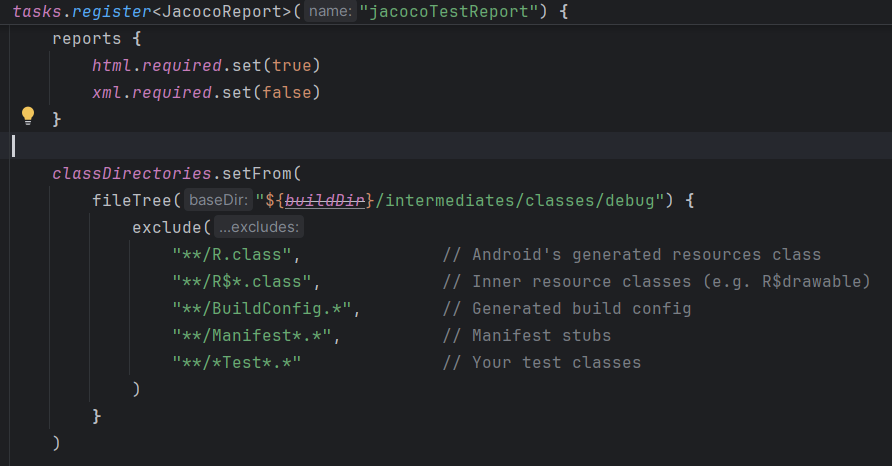 tasks.register<JacocoReport>( name: "jacocoTestReport") {
reports {
html.required.set(true)
xml.required.set(false)
}
classDirectories.setFrom(
fileTree( baseDir: "${buildDir}/intermediates/classes/debug") {
exclude( ...excludes:
"**/R.class", // Android's generated resources class
"**/R$*.class", // Inner resource classes (e.g. R$drawable)
"**/BuildConfig.*", // Generated build config
"**/Manifest*.*", // Manifest stubs
"**/*Test*.*" // Your test classes
)
}
)